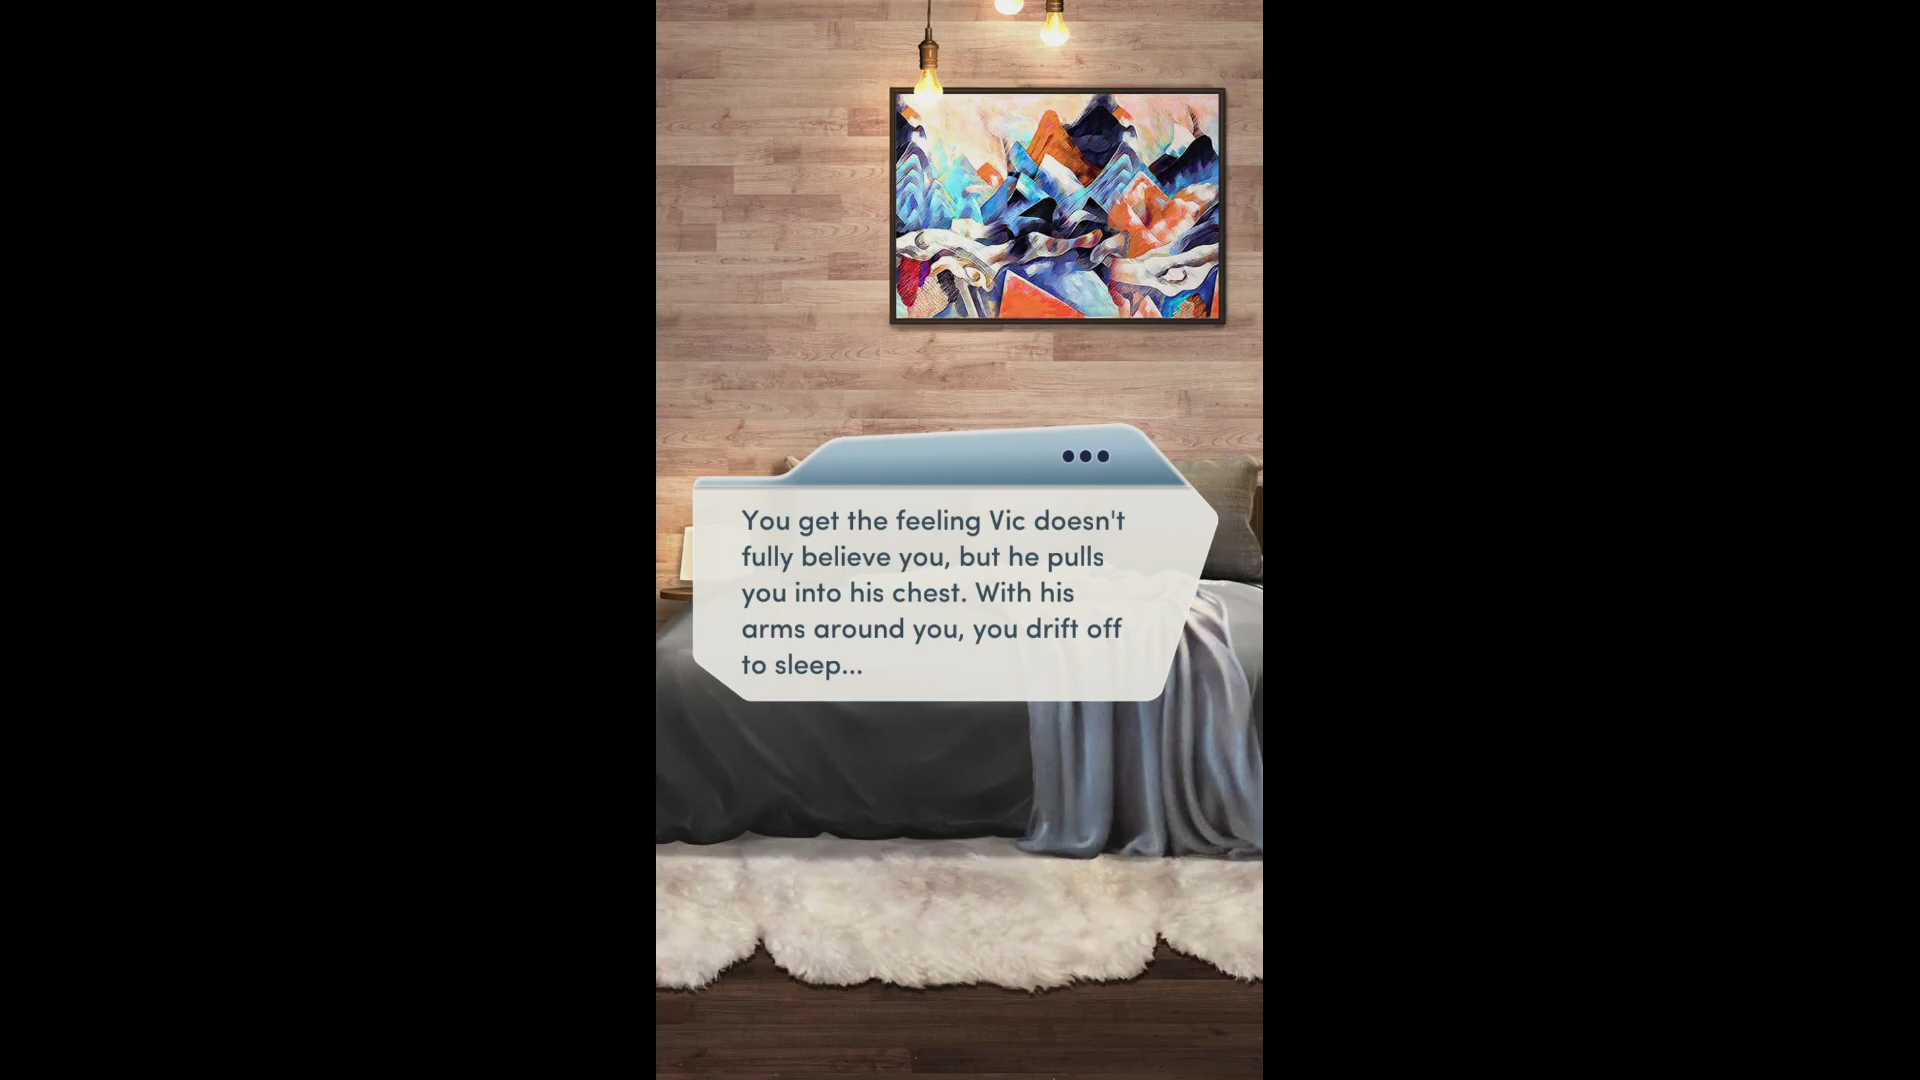 You get the feeling Vic doesn't
fully believe you, but he pulls
you into his chest. With his
arms around you, you drift off
to sleep...